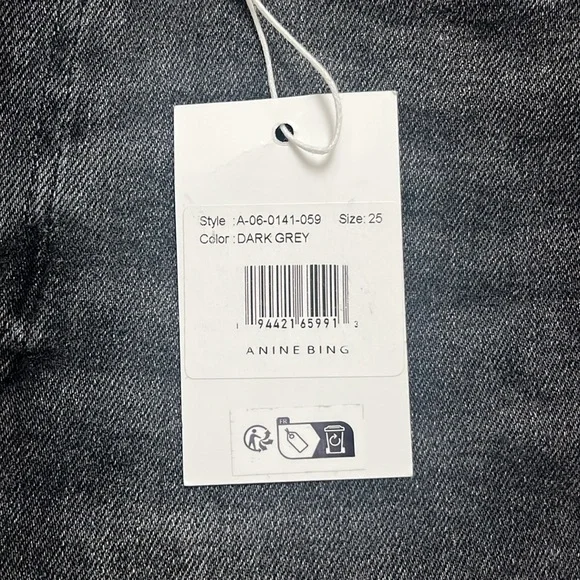 Style :A-06-0141-059 Size: 25
Color :DARK GREY
1 94421 65991 3
ANINE BING
FR